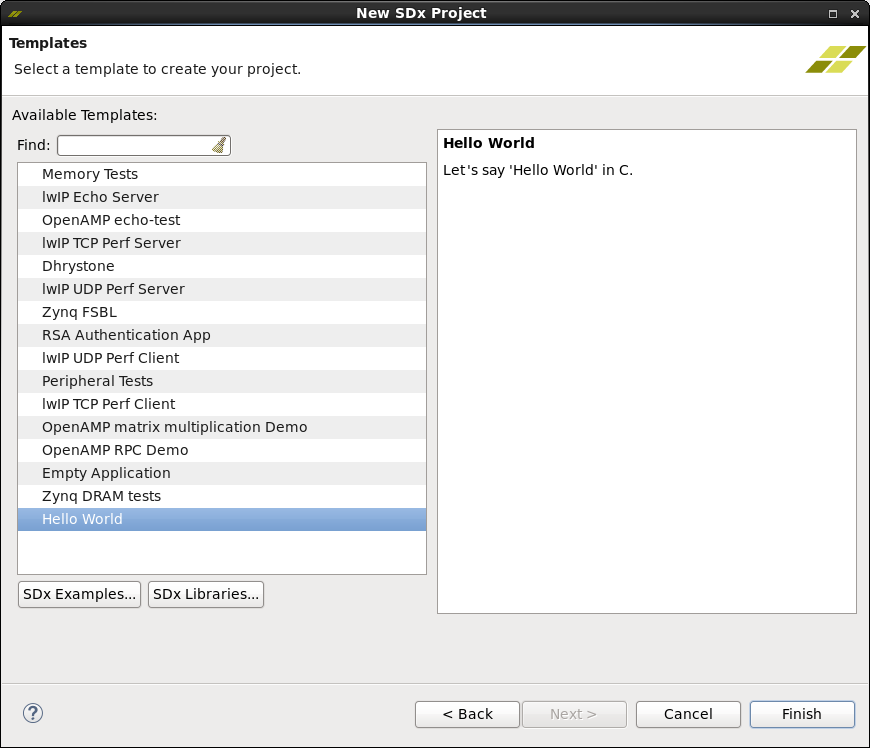 New SDx Project
Templates
Select a template to create your project.
Available Templates:
Find:
Memory Tests
lwIP Echo Server
OpenAMP echo-test
lwIP TCP Perf Server
Dhrystone
lwIP UDP Perf Server
Zynq FSBL
RSA Authentication App
lwIP UDP Perf Client
Peripheral Tests
lwIP TCP Perf Client
OpenAMP matrix multiplication Demo
OpenAMP RPC Demo
Empty Application
Zynq DRAM tests
Hello World
SDx Examples... SDx Libraries...
Hello World
Let's say 'Hello World' in C.
? < Back Next > Cancel Finish